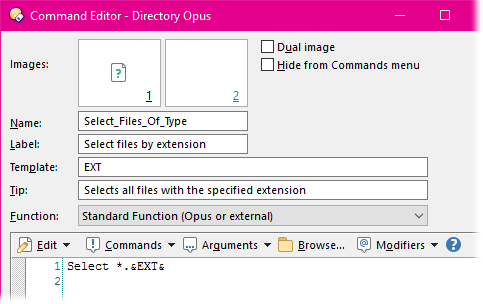 Command Editor - Directory Opus
Images:
1
2
Dual image
Hide from Commands menu
Name: Select_Files_Of_Type
Label: Select files by extension
Template: EXT
Tip: Selects all files with the specified extension
Function: Standard Function (Opus or external)
Edit Commands Arguments Browse... Modifiers
1 Select *.&EXT&
2